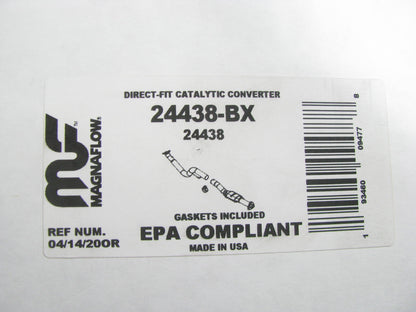 DIRECT-FIT CATALYTIC CONVERTER
24438-BX
24438
MAGNAFLOW.
TM
GASKETS INCLUDED
EPA COMPLIANT
MADE IN USA
REF NUM.
04/14/20OR
8
09477
93460
1